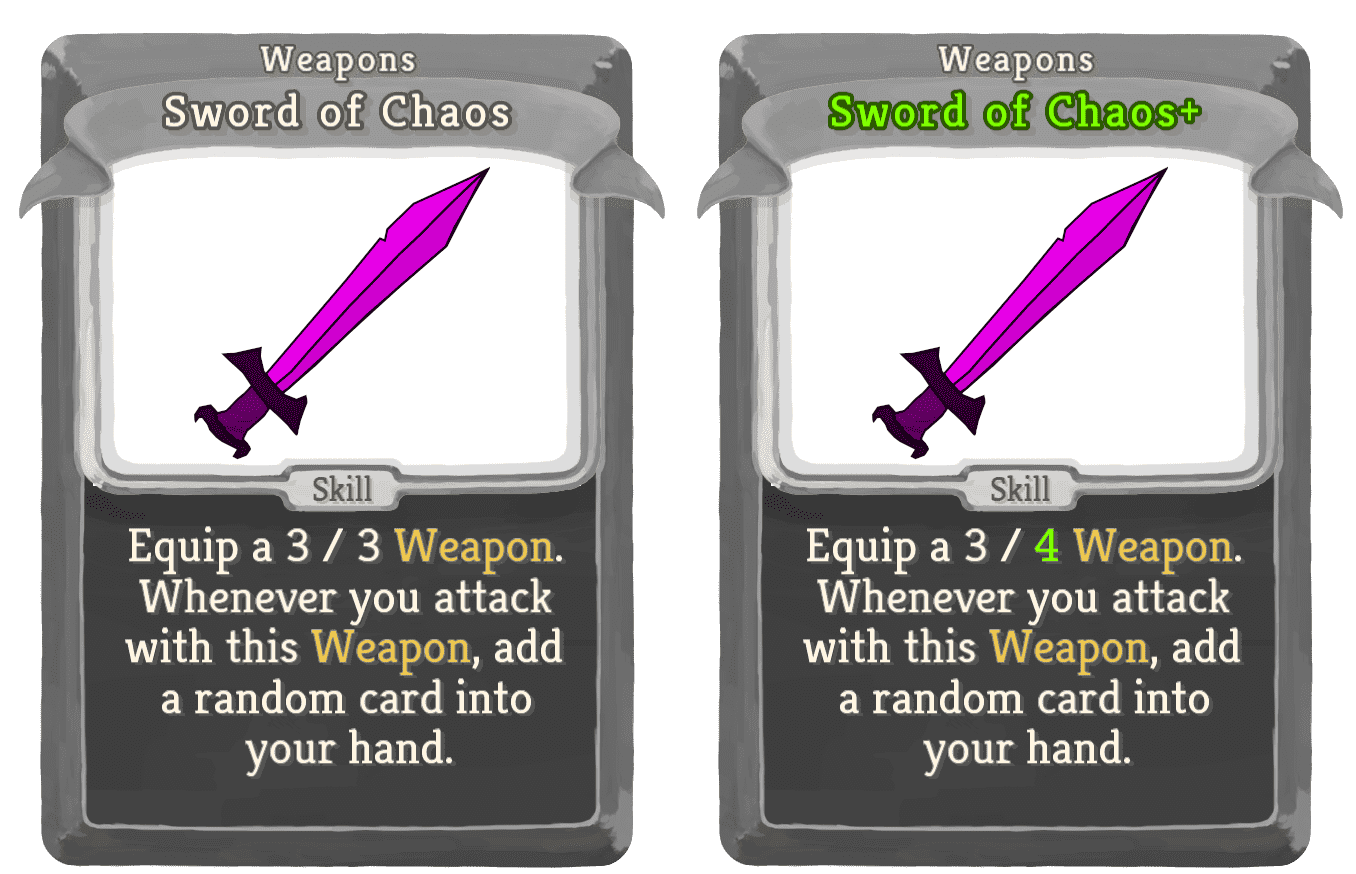 Weapons
Sword of Chaos
Skill
Equip a 3 / 3 Weapon.
Whenever you attack
with this Weapon, add
a random card into
your hand.
Weapons
Sword of Chaos+
Skill
Equip a 3 / 4 Weapon.
Whenever you attack
with this Weapon, add
a random card into
your hand.